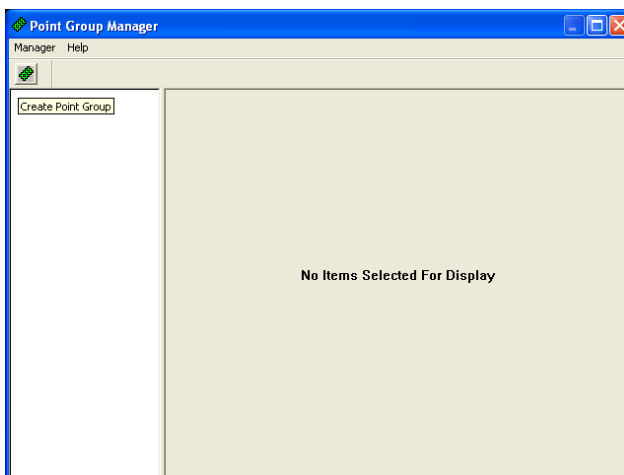 Point Group Manager
Manager Help
Create Point Group
No Items Selected For Display